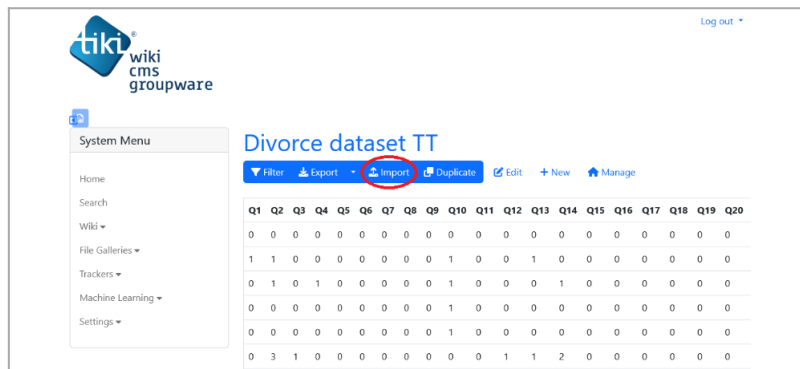 Log out
tiki®
wiki
cms
groupware
System Menu
Home
Search
Wiki
File Galleries
Trackers
Machine Learning
Settings
Divorce dataset TT
Filter Export Import Duplicate Edit + New Manage
Q1 Q2 Q3 Q4 Q5 Q6 Q7 Q8 Q9 Q10 Q11 Q12 Q13 Q14 Q15 Q16 Q17 Q18 Q19 Q20
0 0 0 0 0 0 0 0 0 0 0 0 0 0 0 0 0 0 0 0
1 1 0 0 0 0 0 0 0 1 0 0 1 0 0 0 0 0 0 0
0 1 0 1 0 0 0 0 0 1 0 0 0 1 0 0 0 0 0 0
0 0 0 0 0 0 0 0 0 1 0 0 0 0 0 0 0 0 0 0
0 0 0 0 0 0 0 0 0 1 0 0 0 0 0 0 0 0 0 0
0 3 1 0 0 0 0 0 0 0 0 1 1 2 0 0 0 0 0 0